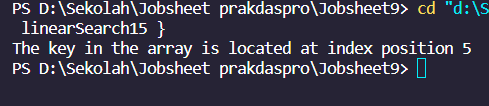 PS D:\Sekolah\Jobsheet prakdaspro\Jobsheet9> cd "d:\S
linearSearch15 }
The key in the array is located at index position 5
PS D:\Sekolah\Jobsheet prakdaspro\Jobsheet9>